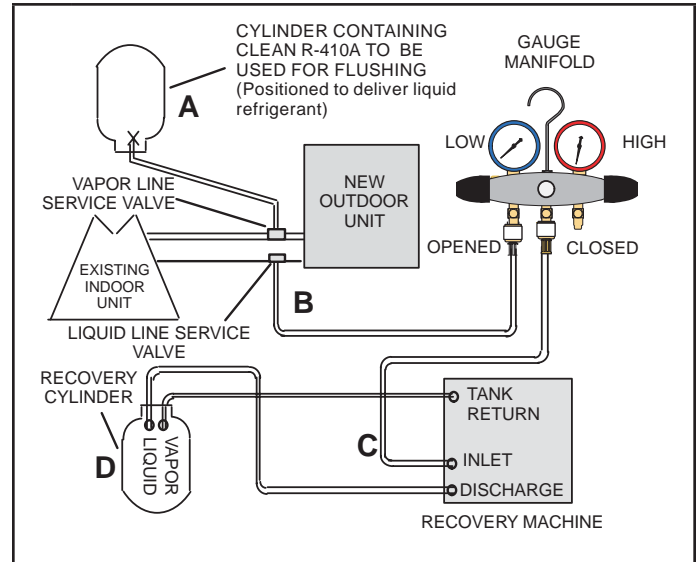 CYLINDER CONTAINING
CLEAN R-410A TO BE
USED FOR FLUSHING
(Positioned to deliver liquid
refrigerant)
A
GAUGE
MANIFOLD
LOW
HIGH
VAPOR LINE
SERVICE VALVE
NEW
OUTDOOR
UNIT
OPENED
CLOSED
EXISTING
INDOOR
UNIT
B
LIQUID LINE SERVICE
VALVE
RECOVERY
CYLINDER
TANK
RETURN
C
D
LIQUID
VAPOR
INLET
DISCHARGE
RECOVERY MACHINE